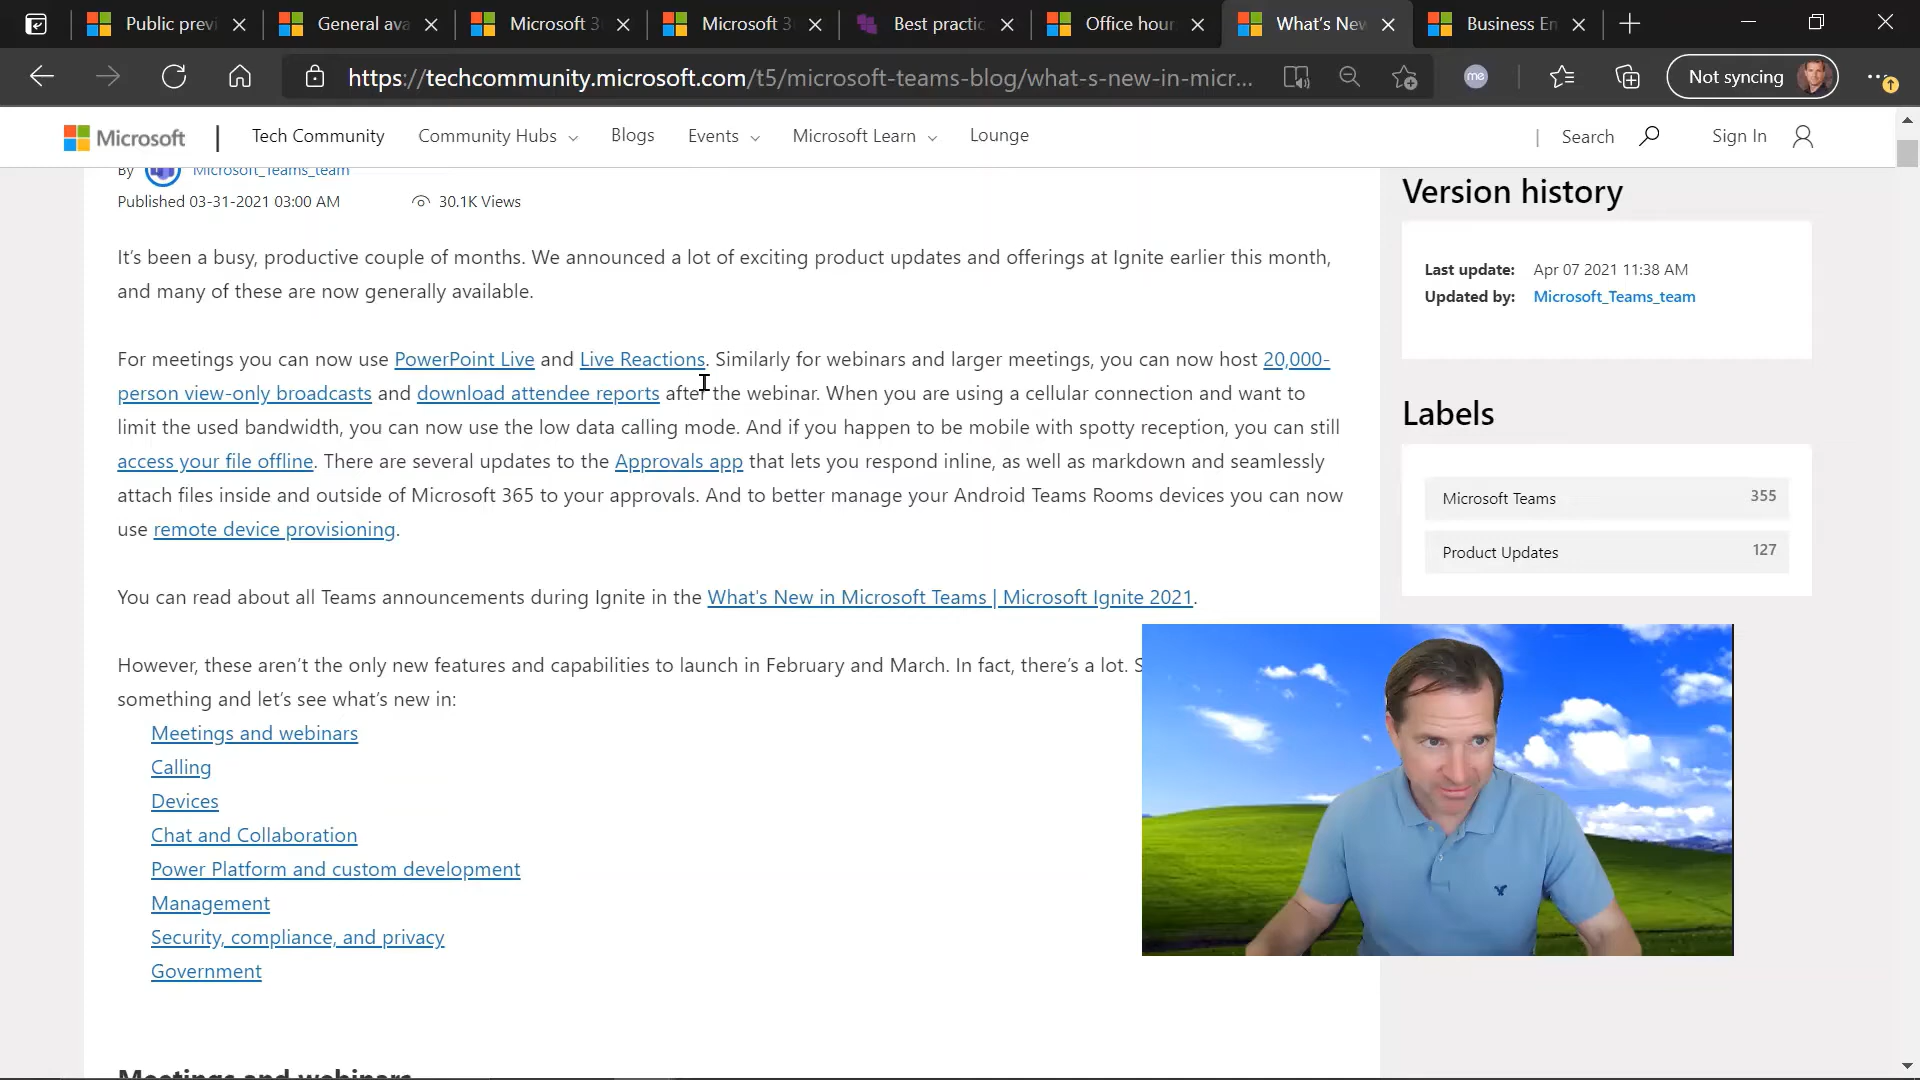 Public previ
General ava
Microsoft 3
Microsoft 3
Best practic
Office hour
What's New
Business En
https://techcommunity.microsoft.com/t5/microsoft-teams-blog/what-s-new-in-micr...
me
Not syncing
Microsoft
Tech Community
Community Hubs
Blogs
Events
Microsoft Learn
Lounge
Search
Sign In
By Microsoft_Teams_team
Published 03-31-2021 03:00 AM
30.1K Views
It's been a busy, productive couple of months. We announced a lot of exciting product updates and offerings at Ignite earlier this month,
and many of these are now generally available.
For meetings you can now use PowerPoint Live and Live Reactions. Similarly for webinars and larger meetings, you can now host 20,000-
person view-only broadcasts and download attendee reports after the webinar. When you are using a cellular connection and want to
limit the used bandwidth, you can now use the low data calling mode. And if you happen to be mobile with spotty reception, you can still
access your file offline. There are several updates to the Approvals app that lets you respond inline, as well as markdown and seamlessly
attach files inside and outside of Microsoft 365 to your approvals. And to better manage your Android Teams Rooms devices you can now
use remote device provisioning.
You can read about all Teams announcements during Ignite in the What's New in Microsoft Teams | Microsoft Ignite 2021.
However, these aren't the only new features and capabilities to launch in February and March. In fact, there's a lot. S
something and let's see what's new in:
Meetings and webinars
Calling
Devices
Chat and Collaboration
Power Platform and custom development
Management
Security, compliance, and privacy
Government
Meetings and webinars
Version history
Last update: Apr 07 2021 11:38 AM
Updated by: Microsoft_Teams_team
Labels
Microsoft Teams 355
Product Updates 127